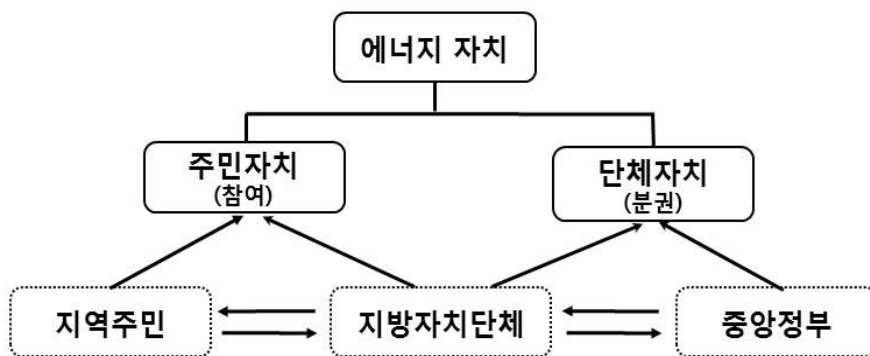 에너지 자치
주민자치
(참여)
단체자치
(분권)
지역주민
지방자치단체
중앙정부